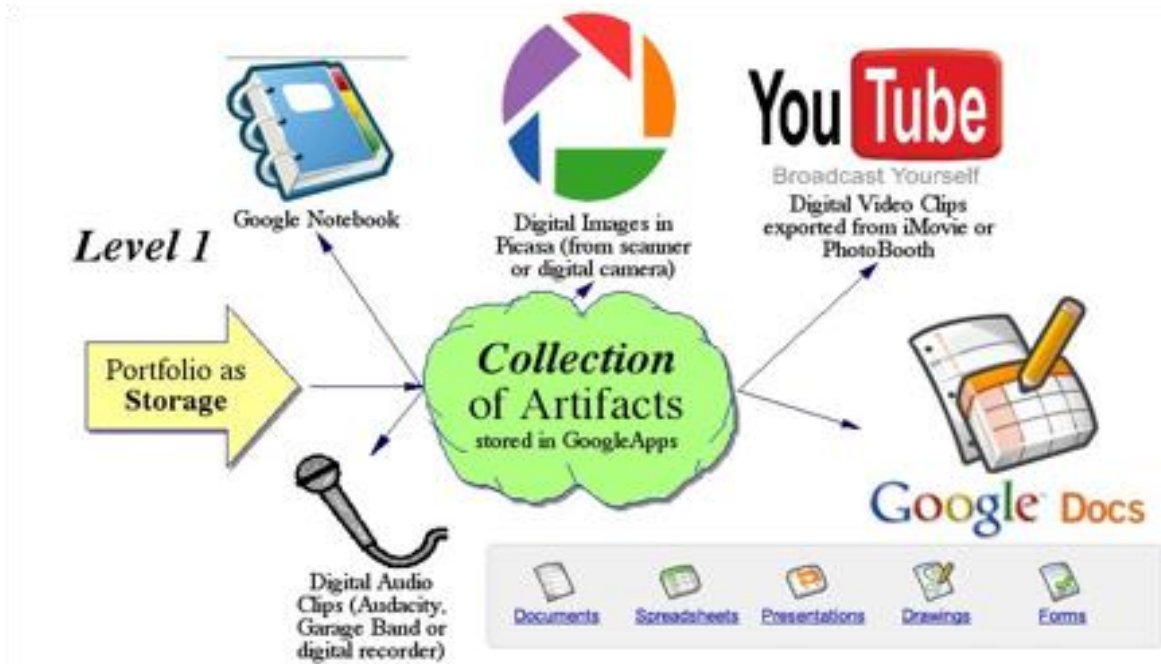 Google Notebook
Digital Images in
Picasa (from scanner
or digital camera)
YouTube
Broadcast Yourself
Digital Video Clips
exported from iMovie or
PhotoBooth
Level 1
Portfolio as
Storage
Collection
of Artifacts
stored in GoogleApps
Google Docs
Digital Audio
Clips (Audacity,
Garage Band or
digital recorder)
Documents
Spreadsheets
Presentations
Drawings
Forms